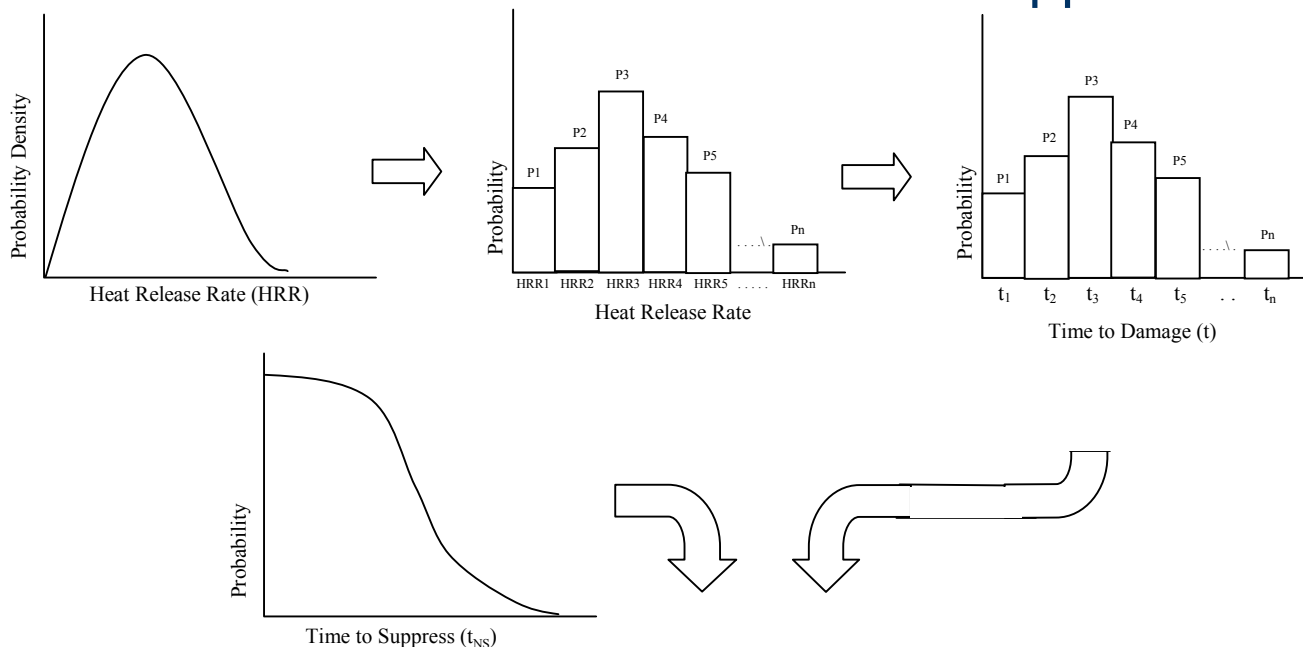 Probability Density
Heat Release Rate (HRR)
Probability
P1
P2
P3
P4
P5
Pn
. . . . \ .
HRR1 HRR2 HRR3 HRR4 HRR5 . . . . . HRRn
Heat Release Rate
Probability
P1
P2
P3
P4
P5
Pn
. . . . \ .
t1 t2 t3 t4 t5 . . tn
Time to Damage (t)
Probability
Time to Suppress (tNS)